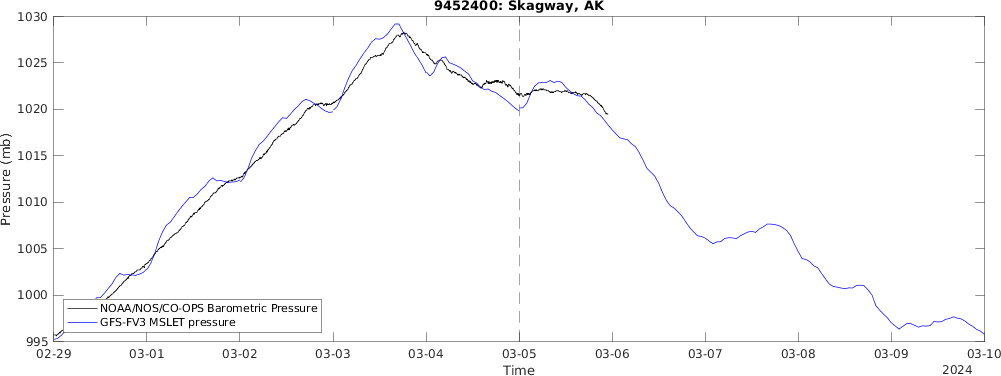 9452400: Skagway, AK
Pressure (mb)
1030
1025
1020
1015
1010
1005
1000
995
NOAA/NOS/CO-OPS Barometric Pressure
GFS-FV3 MSLET pressure
02-29 03-01 03-02 03-03 03-04 03-05 03-06 03-07 03-08 03-09 03-10
Time
2024